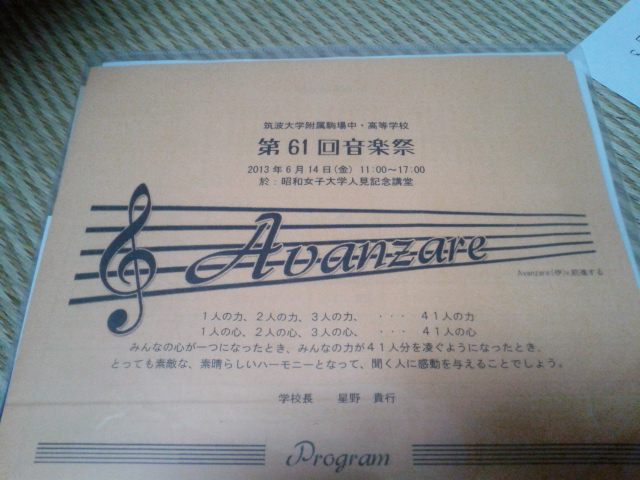 筑波大学附属駒場中・高等学校
第61回音楽祭
2013年6月14日(金) 11:00～17:00
於：昭和女子大学人見記念講堂
Avanzare
Avanzare(伊)v.前進する
1人の力、2人の力、3人の力、 ・・・ 41人の力
1人の心、2人の心、3人の心、 ・・・ 41人の心
みんなの心が一つになったとき、みんなの力が41人分を凌ぐようになったとき、
とっても素敵な、素晴らしいハーモニーとなって、聞く人に感動を与えることでしょう。
学校長 星野 貴行
Program